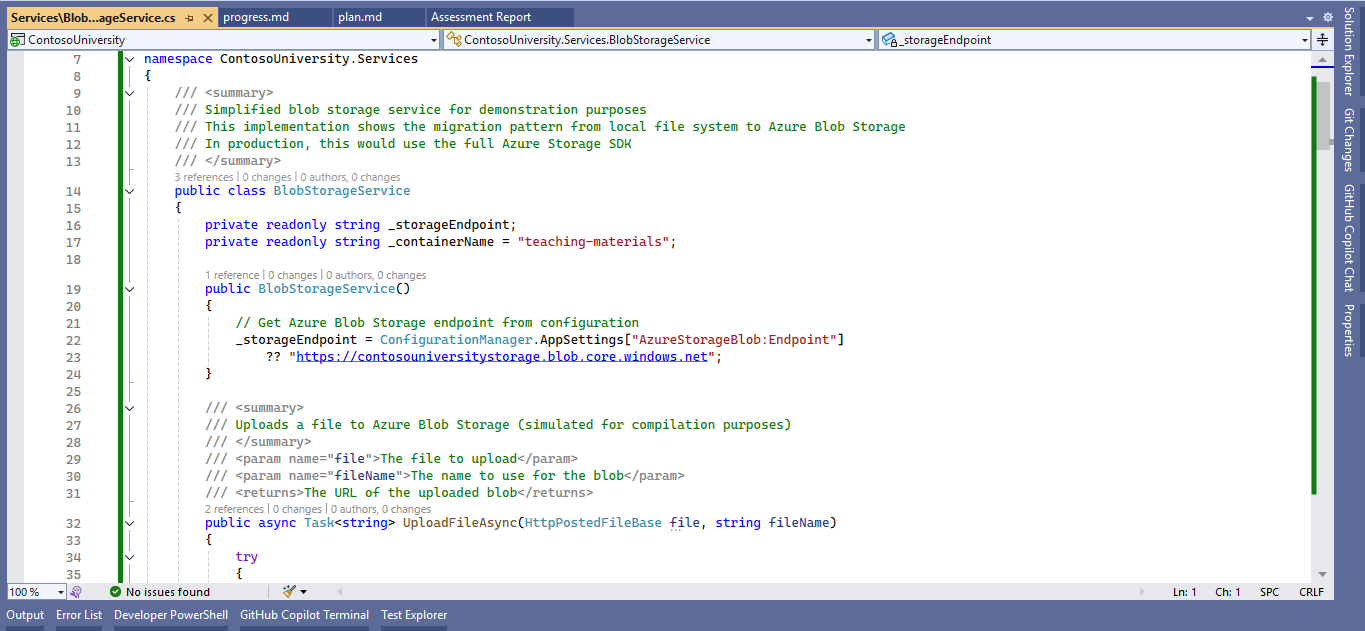 Services\Blob...ageService.cs
progress.md
plan.md
Assessment Report
ContosoUniversity
ContosoUniversity.Services.BlobStorageService
_storageEndpoint
7 namespace ContosoUniversity.Services
8 {
9 /// <summary>
10 /// Simplified blob storage service for demonstration purposes
11 /// This implementation shows the migration pattern from local file system to Azure Blob Storage
12 /// In production, this would use the full Azure Storage SDK
13 /// </summary>
3 references | 0 changes | 0 authors, 0 changes
14 public class BlobStorageService
15 {
16 private readonly string _storageEndpoint;
17 private readonly string _containerName = "teaching-materials";
18
1 reference | 0 changes | 0 authors, 0 changes
19 public BlobStorageService()
20 {
21 // Get Azure Blob Storage endpoint from configuration
22 _storageEndpoint = ConfigurationManager.AppSettings["AzureStorageBlob:Endpoint"]
23 ?? "https://contosouniversitystorage.blob.core.windows.net";
24 }
25
26 /// <summary>
27 /// Uploads a file to Azure Blob Storage (simulated for compilation purposes)
28 /// </summary>
29 /// <param name="file">The file to upload</param>
30 /// <param name="fileName">The name to use for the blob</param>
31 /// <returns>The URL of the uploaded blob</returns>
2 references | 0 changes | 0 authors, 0 changes
32 public async Task<string> UploadFileAsync(HttpPostedFileBase file, string fileName)
33 {
34 try
35 {
100 %
No issues found
Ln: 1
Ch: 1
SPC
CRLF
Output
Error List
Developer PowerShell
GitHub Copilot Terminal
Test Explorer
Solution Explorer
Git Changes
GitHub Copilot Chat
Properties